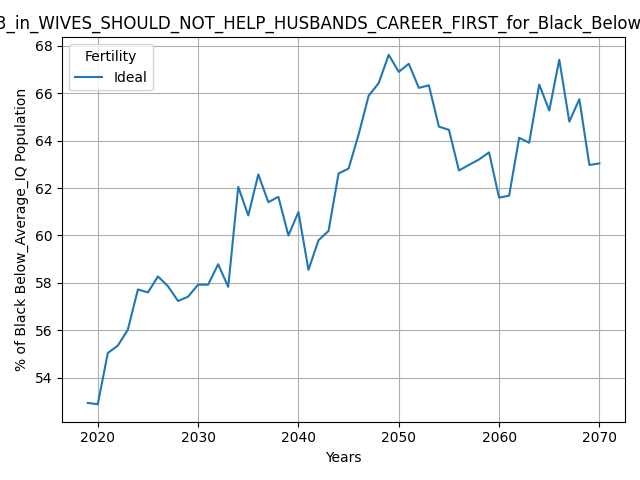 3_in_WIVES_SHOULD_NOT_HELP_HUSBANDS_CAREER_FIRST_for_Black_Below
Fertility
Ideal
% of Black Below_Average_IQ Population
68
66
64
62
60
58
56
54
2020 2030 2040 2050 2060 2070
Years